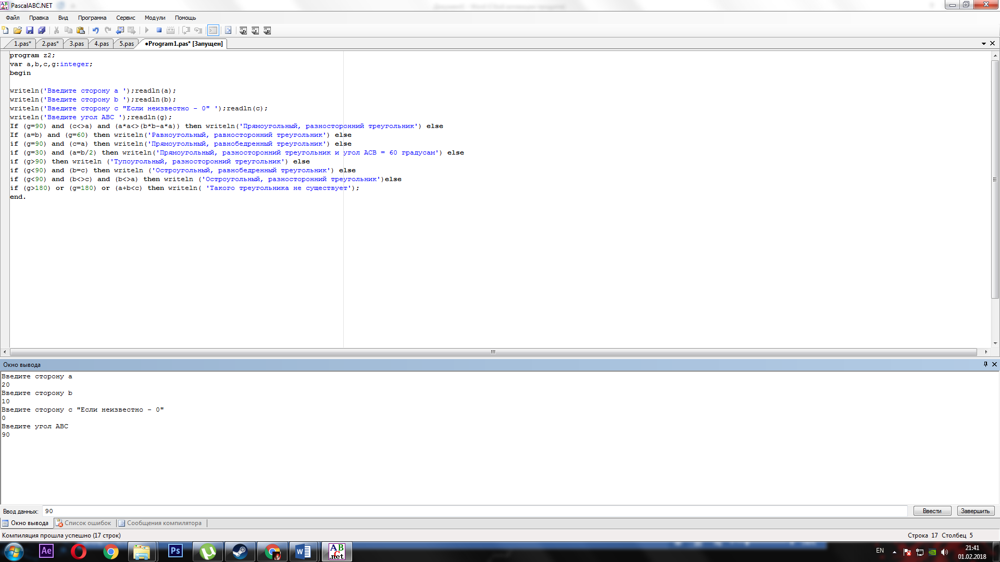 PascalABC.NET
Файл Правка Вид Программа Сервис Модули Помощь
1.pas* 2.pas* 3.pas 4.pas 5.pas •Program1.pas* [Запущен]
program z2;
var a,b,c,g:integer;
begin
writeln('Введите сторону a ');readln(a);
writeln('Введите сторону b ');readln(b);
writeln('Введите сторону c "Если неизвестно - 0" ');readln(c);
writeln('Введите угол ABC ');readln(g);
If (g=90) and (c<>a) and (a*a<>(b*b-a*a)) then writeln('Прямоугольный, разносторонний треугольник') else
If (a=b) and (g=60) then writeln('Равноугольный, равносторонний треугольник') else
if (g=90) and (c=a) then writeln('Прямоугольный, равнобедренный треугольник') else
if (g=30) and (a=b/2) then writeln('Прямоугольный, разносторонний треугольник и угол ACB = 60 градусам') else
if (g>90) then writeln ('Тупоугольный, разносторонний треугольник') else
if (g<90) and (b=c) then writeln ('Остроугольный, равнобедренный треугольник') else
if (g<90) and (b<>c) and (b<>a) then writeln ('Остроугольный, разносторонний треугольник')else
if (g>180) or (g=180) or (a+b<c) then writeln( 'Такого треугольника не существует');
end.
Окно вывода
Введите сторону a
20
Введите сторону b
10
Введите сторону c "Если неизвестно - 0"
0
Введите угол ABC
90
Ввод данных: 90 Ввести Завершить
Окно вывода Список ошибок Сообщения компилятора
Компиляция прошла успешно (17 строк) Строка 17 Столбец 5
Ae Ps W AB C .net EN 21:41
01.02.2018